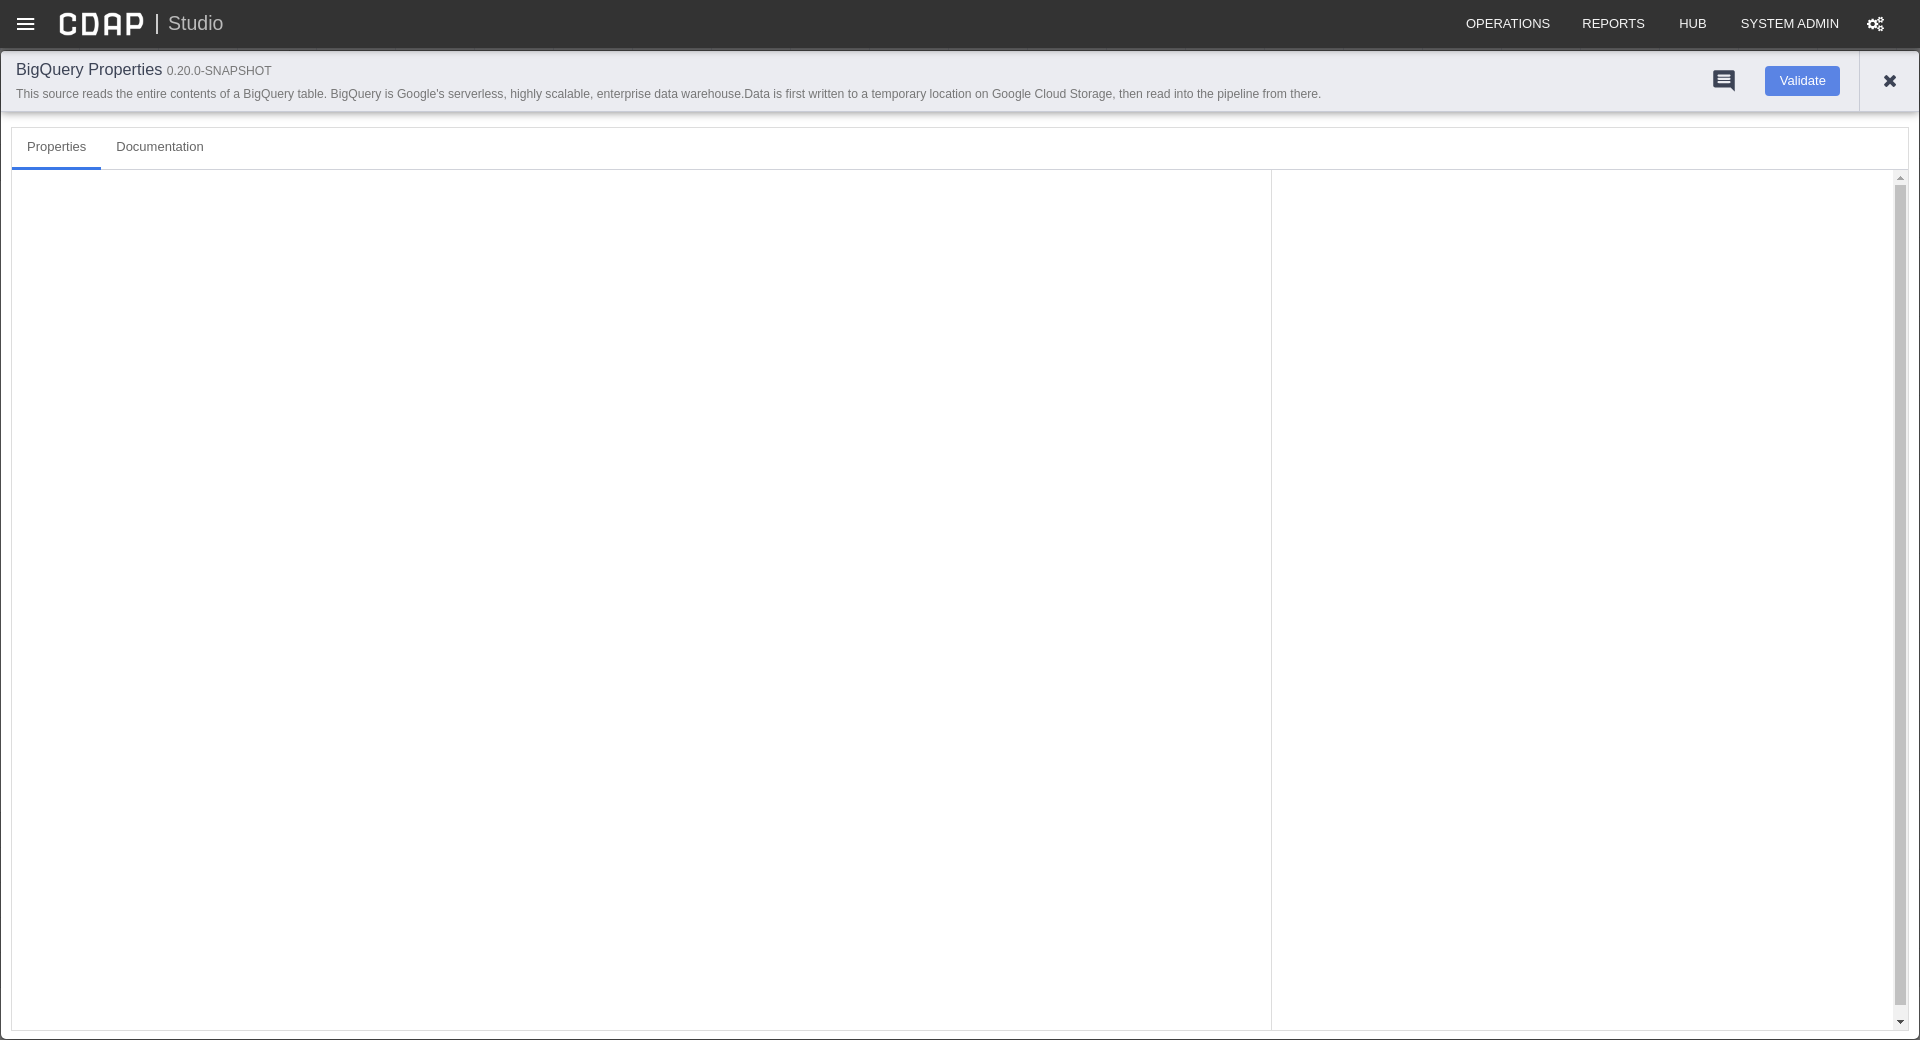 CDAP | Studio
OPERATIONS
REPORTS
HUB
SYSTEM ADMIN
BigQuery Properties 0.20.0-SNAPSHOT
This source reads the entire contents of a BigQuery table. BigQuery is Google's serverless, highly scalable, enterprise data warehouse.Data is first written to a temporary location on Google Cloud Storage, then read into the pipeline from there.
Validate
Properties
Documentation